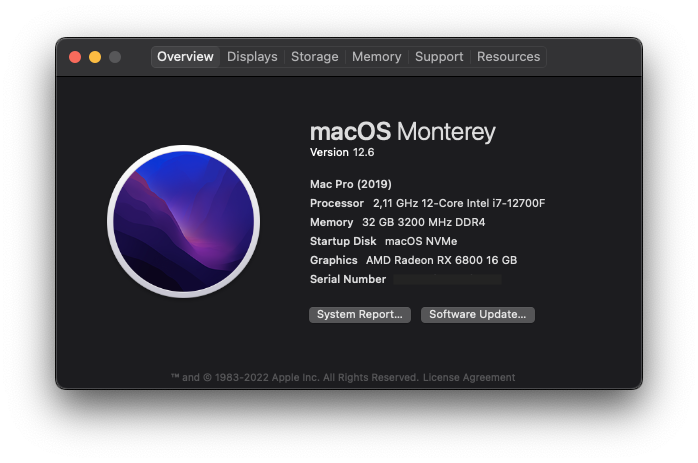 Overview Displays Storage Memory Support Resources
macOS Monterey
Version 12.6
Mac Pro (2019)
Processor 2,11 GHz 12-Core Intel i7-12700F
Memory 32 GB 3200 MHz DDR4
Startup Disk macOS NVMe
Graphics AMD Radeon RX 6800 16 GB
Serial Number
System Report... Software Update...
™ and © 1983-2022 Apple Inc. All Rights Reserved. License Agreement